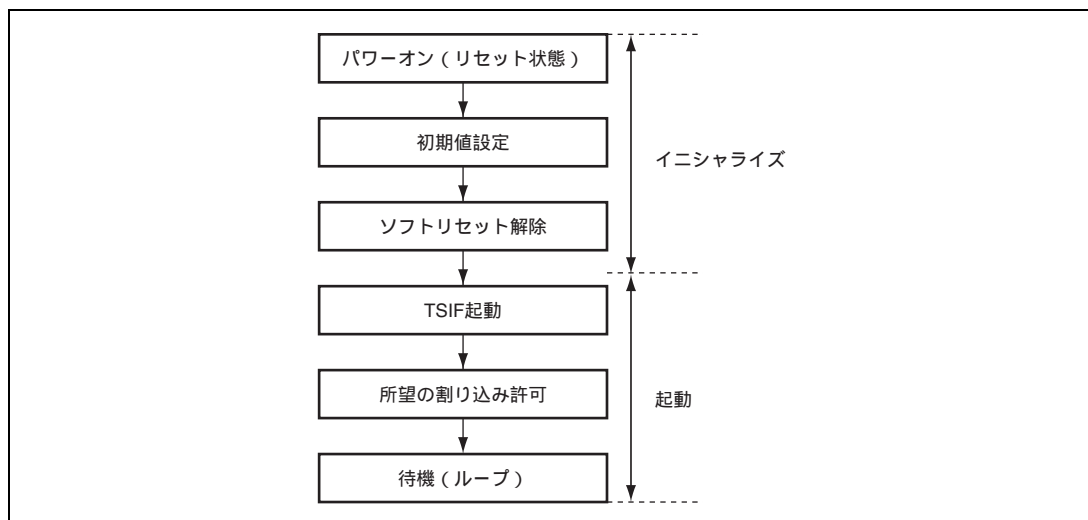 パワーオン（リセット状態）
初期値設定
イニシャライズ
ソフトリセット解除
TSIF起動
所望の割り込み許可
起動
待機（ループ）